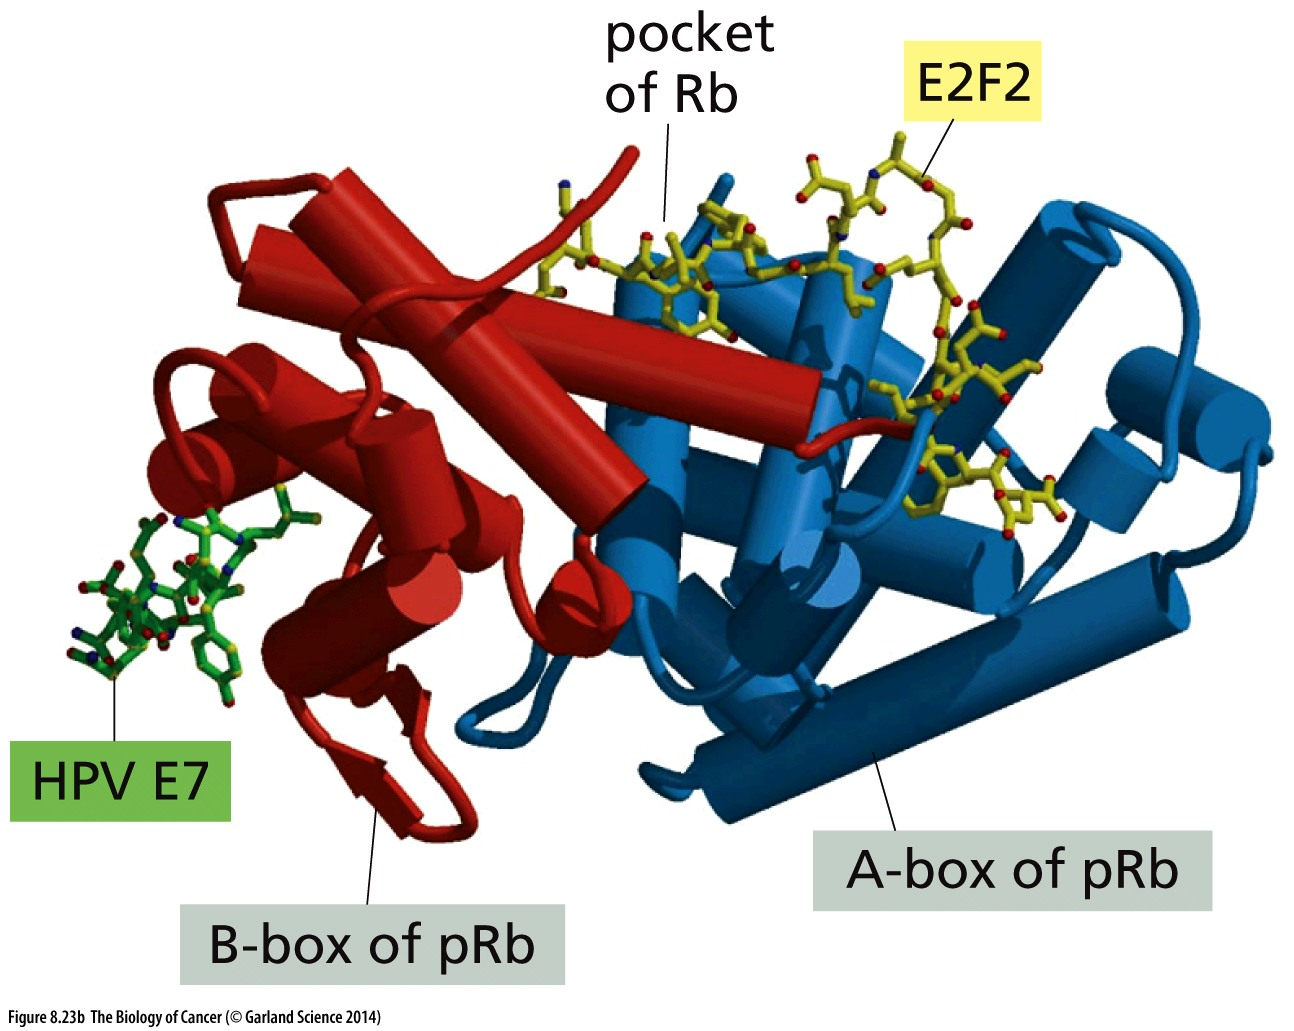 pocket
of Rb
E2F2
HPV E7
A-box of pRb
B-box of pRb
Figure 8.23b The Biology of Cancer (© Garland Science 2014)